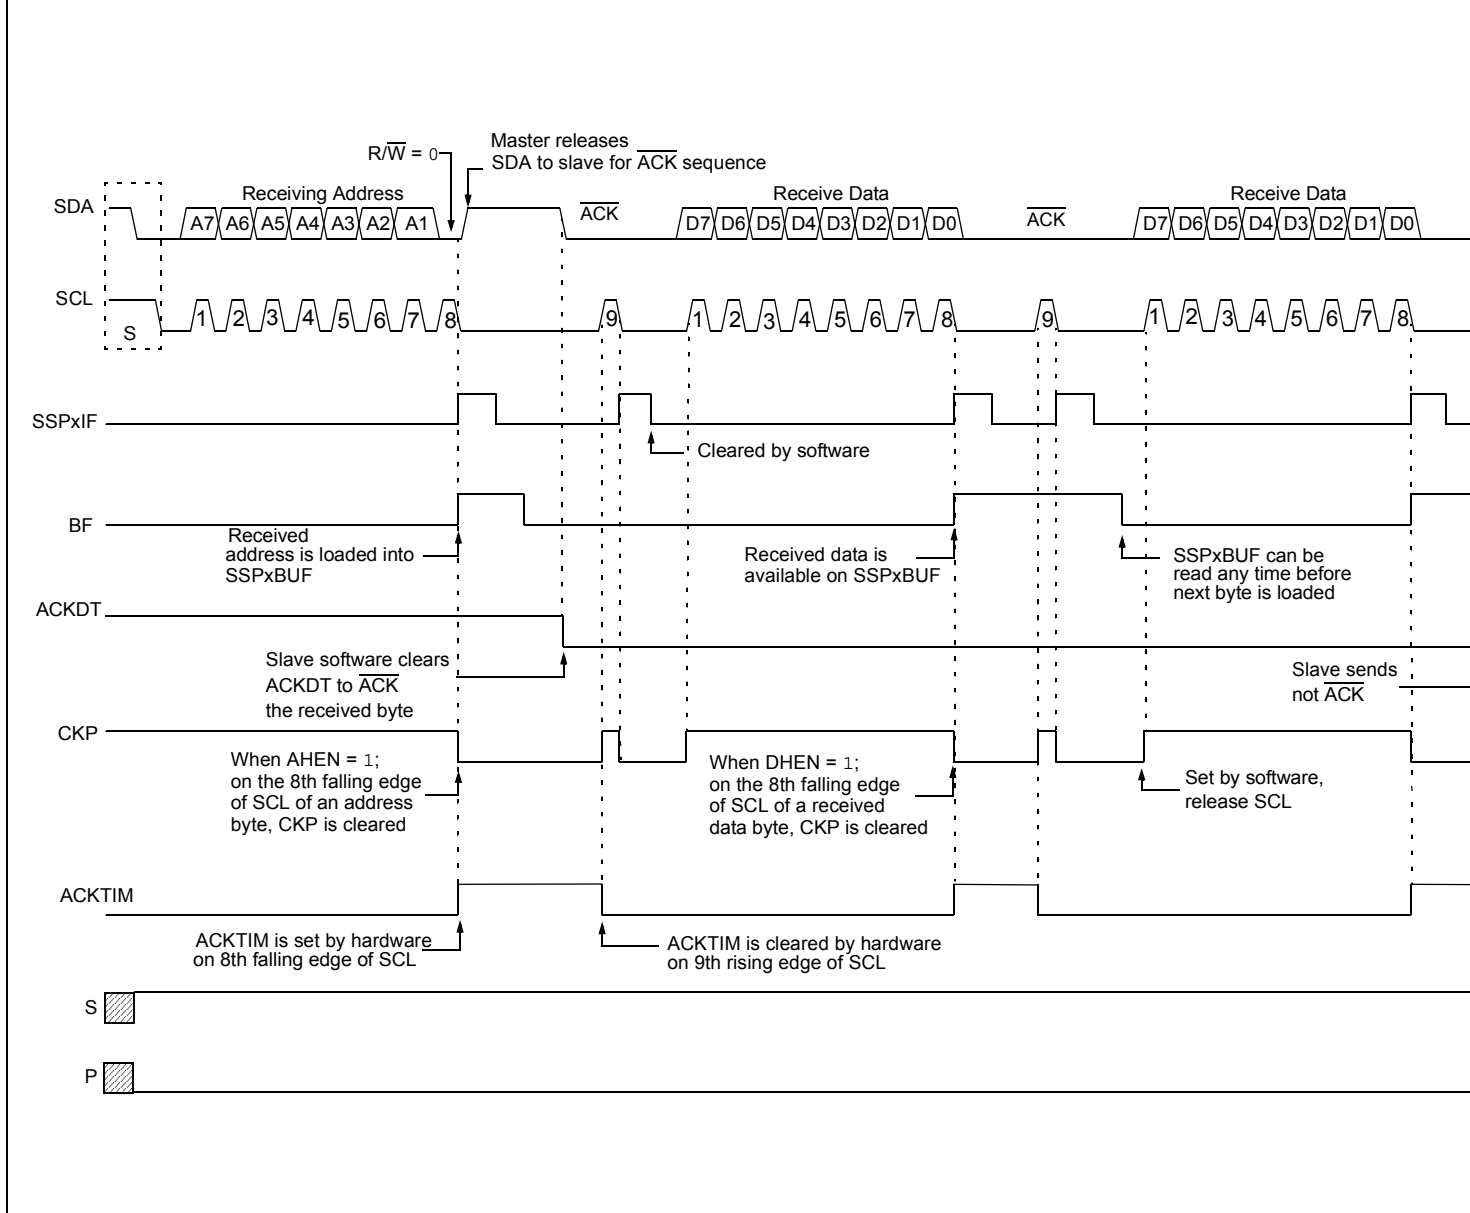 Master releases
R/W = 0
SDA to slave for ACK sequence
Receiving Address
Receive Data
Receive Data
SDA
A7 A6 A5 A4 A3 A2 A1
ACK
D7 D6 D5 D4 D3 D2 D1 D0
ACK
D7 D6 D5 D4 D3 D2 D1 D0
SCL
S
1 2 3 4 5 6 7 8 9 1 2 3 4 5 6 7 8 9 1 2 3 4 5 6 7 8
SSPxIF
Cleared by software
BF
Received
address is loaded into
SSPxBUF
Received data is
available on SSPxBUF
SSPxBUF can be
read any time before
next byte is loaded
ACKDT
Slave software clears
ACKDT to ACK
the received byte
Slave sends
not ACK
CKP
When AHEN = 1;
on the 8th falling edge
of SCL of an address
byte, CKP is cleared
When DHEN = 1;
on the 8th falling edge
of SCL of a received
data byte, CKP is cleared
Set by software,
release SCL
ACKTIM
ACKTIM is set by hardware
on 8th falling edge of SCL
ACKTIM is cleared by hardware
on 9th rising edge of SCL
S
P